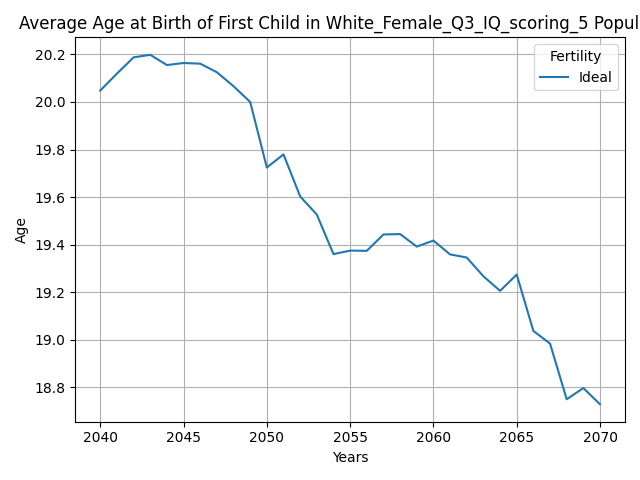 Average Age at Birth of First Child in White_Female_Q3_IQ_scoring_5 Popul
Fertility
Ideal
20.2
20.0
19.8
19.6
19.4
19.2
19.0
18.8
Age
2040 2045 2050 2055 2060 2065 2070
Years